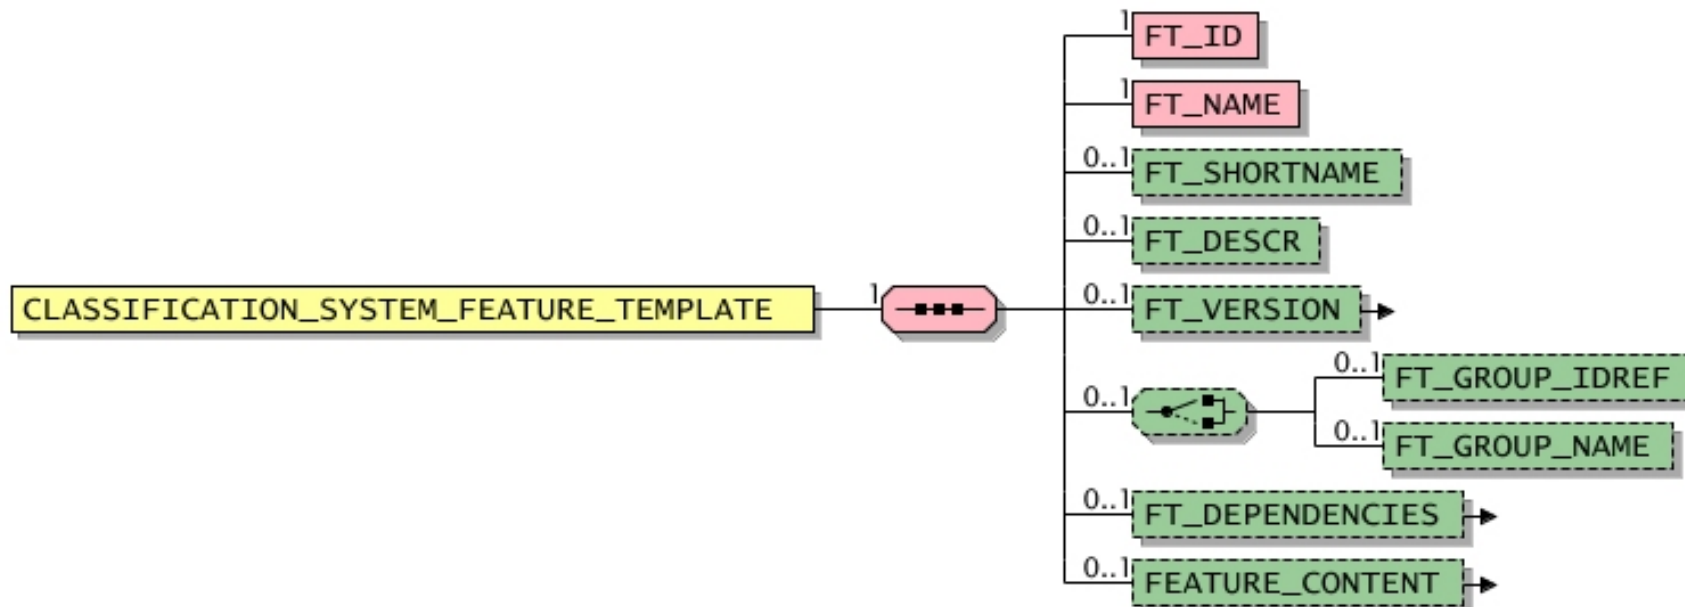 1 FT_ID
1 FT_NAME
0..1 FT_SHORTNAME
0..1 FT_DESCR
CLASSIFICATION_SYSTEM_FEATURE_TEMPLATE 1 0..1 FT_VERSION
0..1 FT_GROUP_IDREF
0..1
0..1 FT_GROUP_NAME
0..1 FT_DEPENDENCIES
0..1 FEATURE_CONTENT